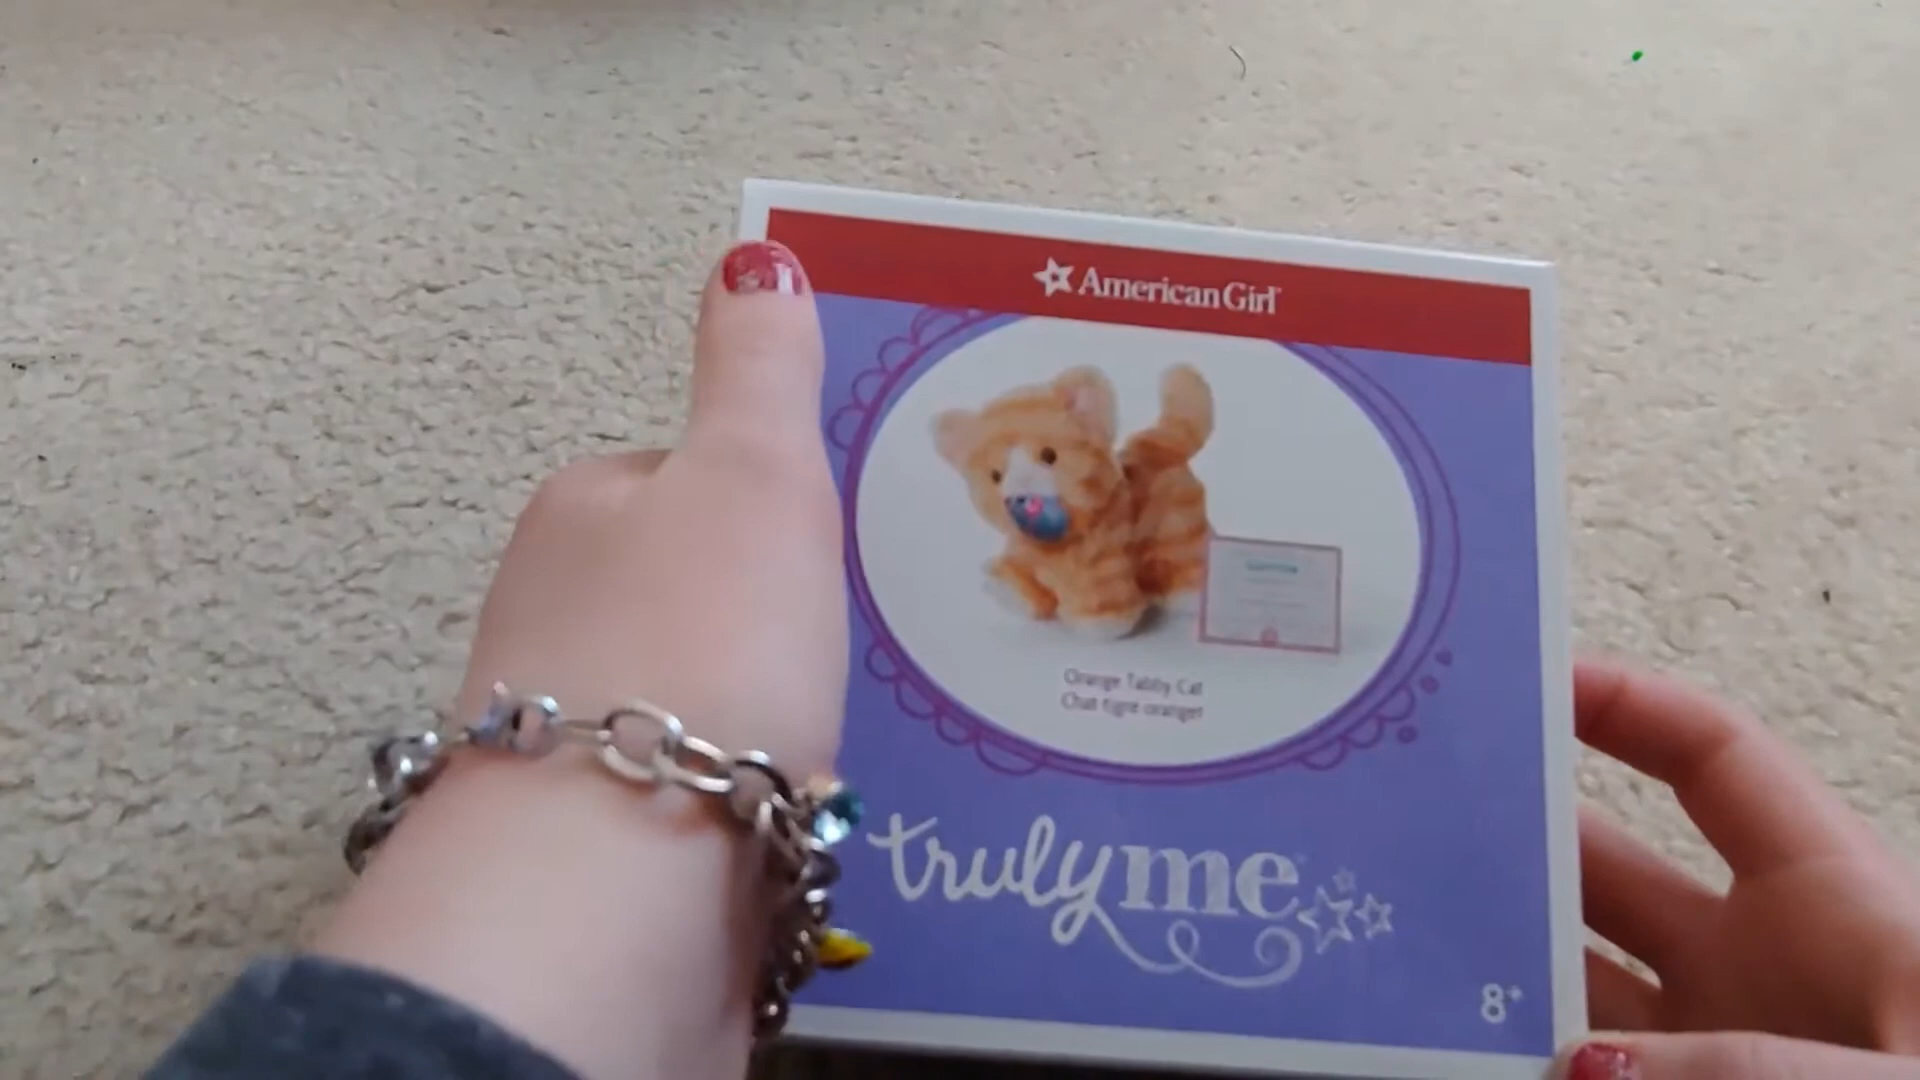 American Girl
Orange Tabby Cat
Chat tigré orangé!
truly me
8+